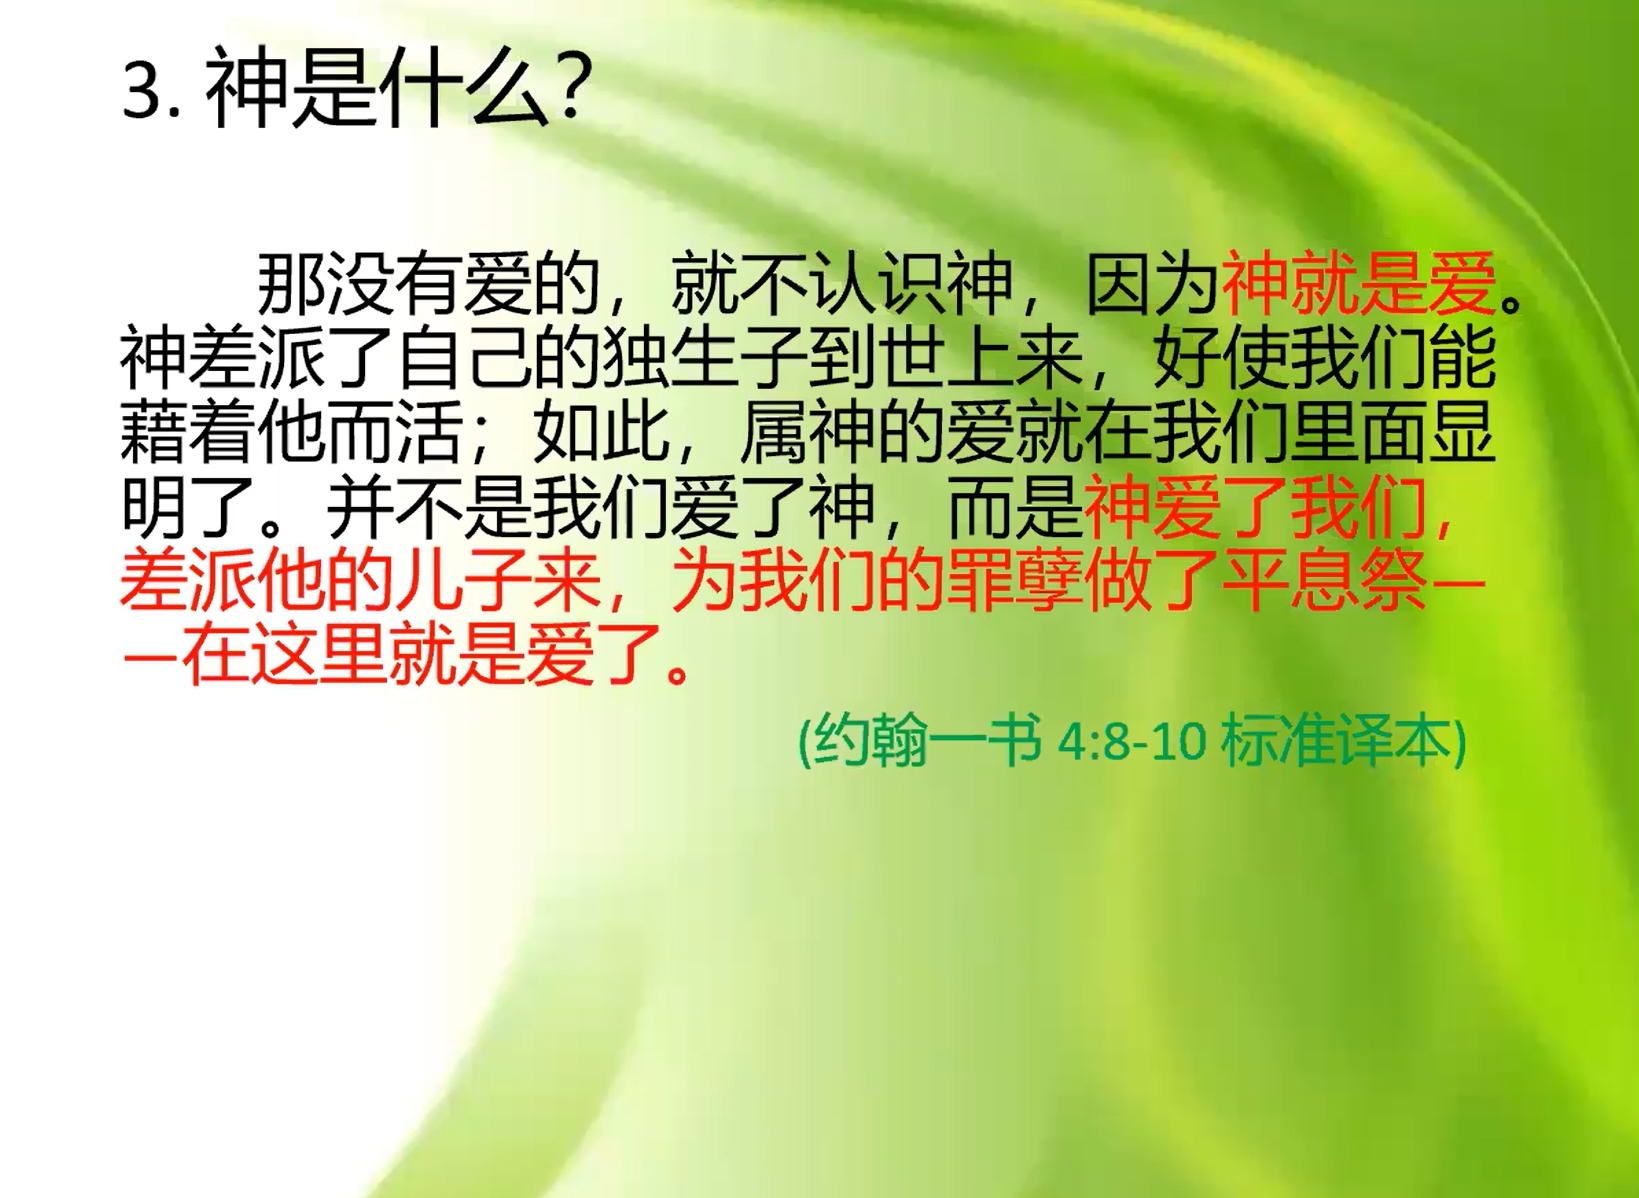 3. 神是什么？
那没有爱的，就不认识神，因为神就是爱。
神差派了自己的独生子到世上来，好使我们能
藉着他而活；如此，属神的爱就在我们里面显
明了。并不是我们爱了神，而是神爱了我们，
差派他的儿子来，为我们的罪孽做了平息祭—
—在这里就是爱了。
(约翰一书 4:8-10 标准译本)